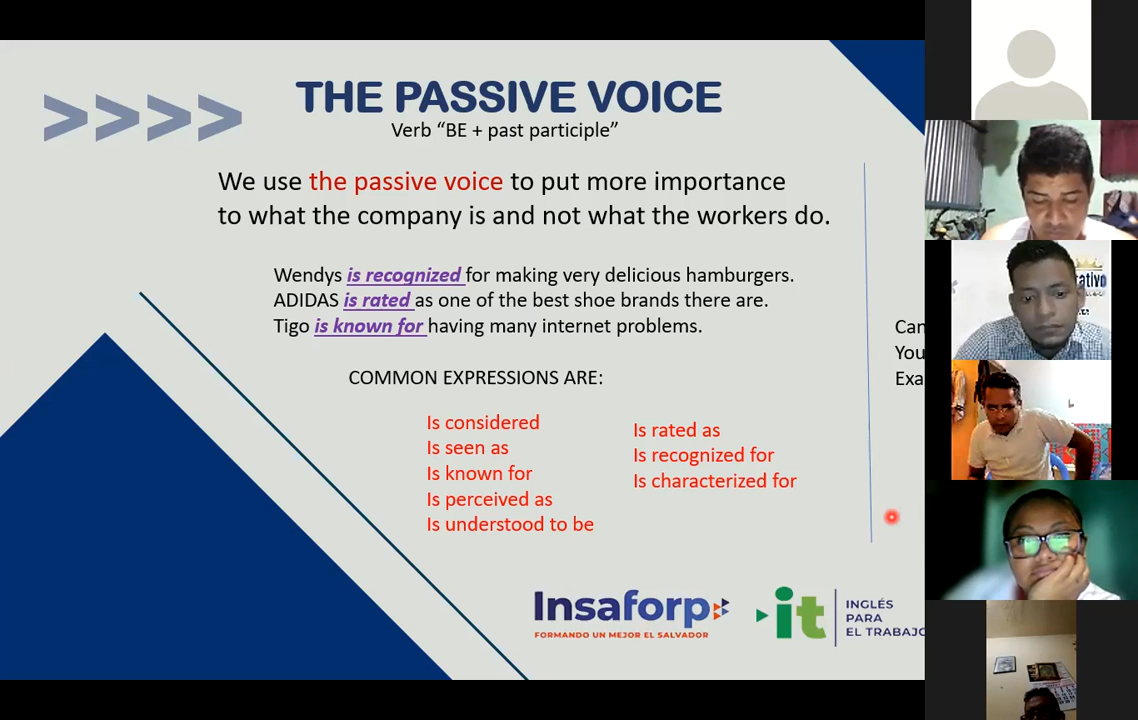 >>>>
THE PASSIVE VOICE
Verb “BE + past participle”
We use the passive voice to put more importance
to what the company is and not what the workers do.
Wendys is recognized for making very delicious hamburgers.
ADIDAS is rated as one of the best shoe brands there are.
Tigo is known for having many internet problems.
COMMON EXPRESSIONS ARE:
Is considered
Is seen as
Is known for
Is perceived as
Is understood to be
Is rated as
Is recognized for
Is characterized for
Can
You
Exa
Insaforp
FORMANDO UN MEJOR EL SALVADOR
it
INGLÉS
PARA
EL TRABAJO
rativo